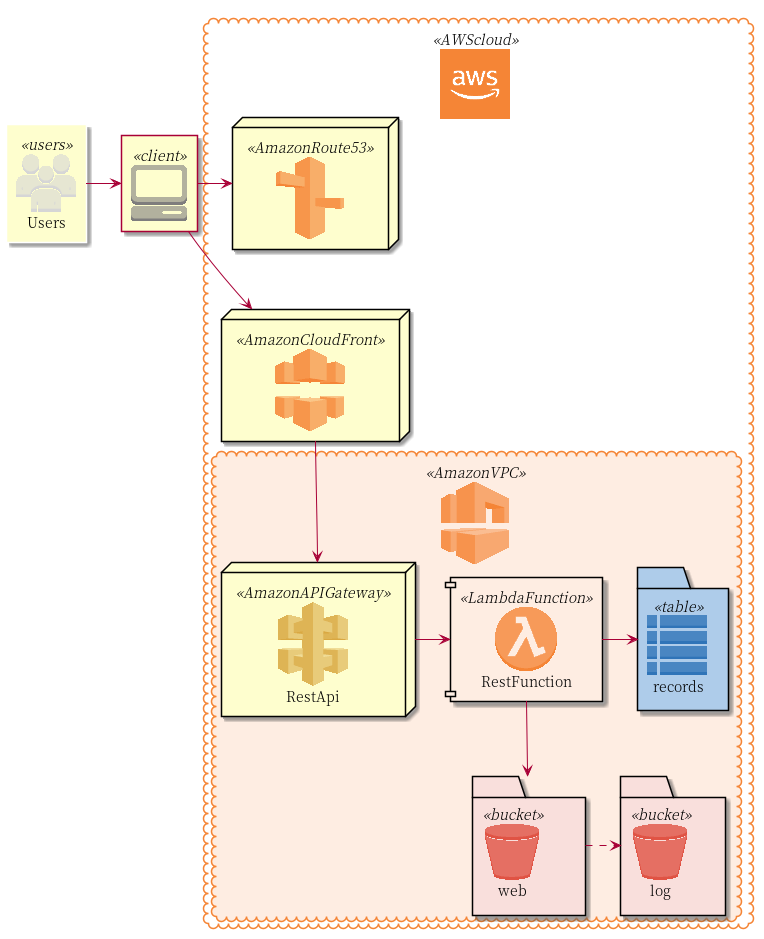 «AWScloud»
aws
«users»
Users
«client»
«AmazonRoute53»
«AmazonCloudFront»
«AmazonVPC»
«AmazonAPIGateway»
RestApi
«LambdaFunction»
λ
RestFunction
«table»
records
«bucket»
web
«bucket»
log